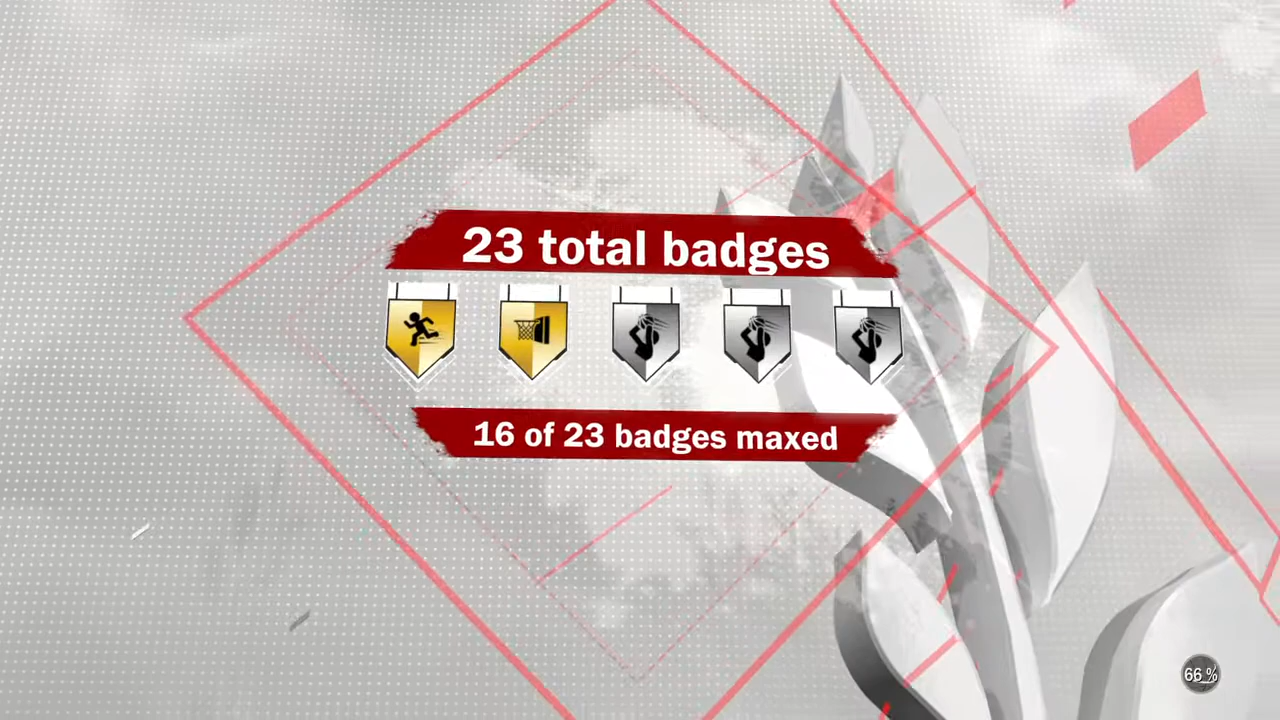 23 total badges
16 of 23 badges maxed
66 %